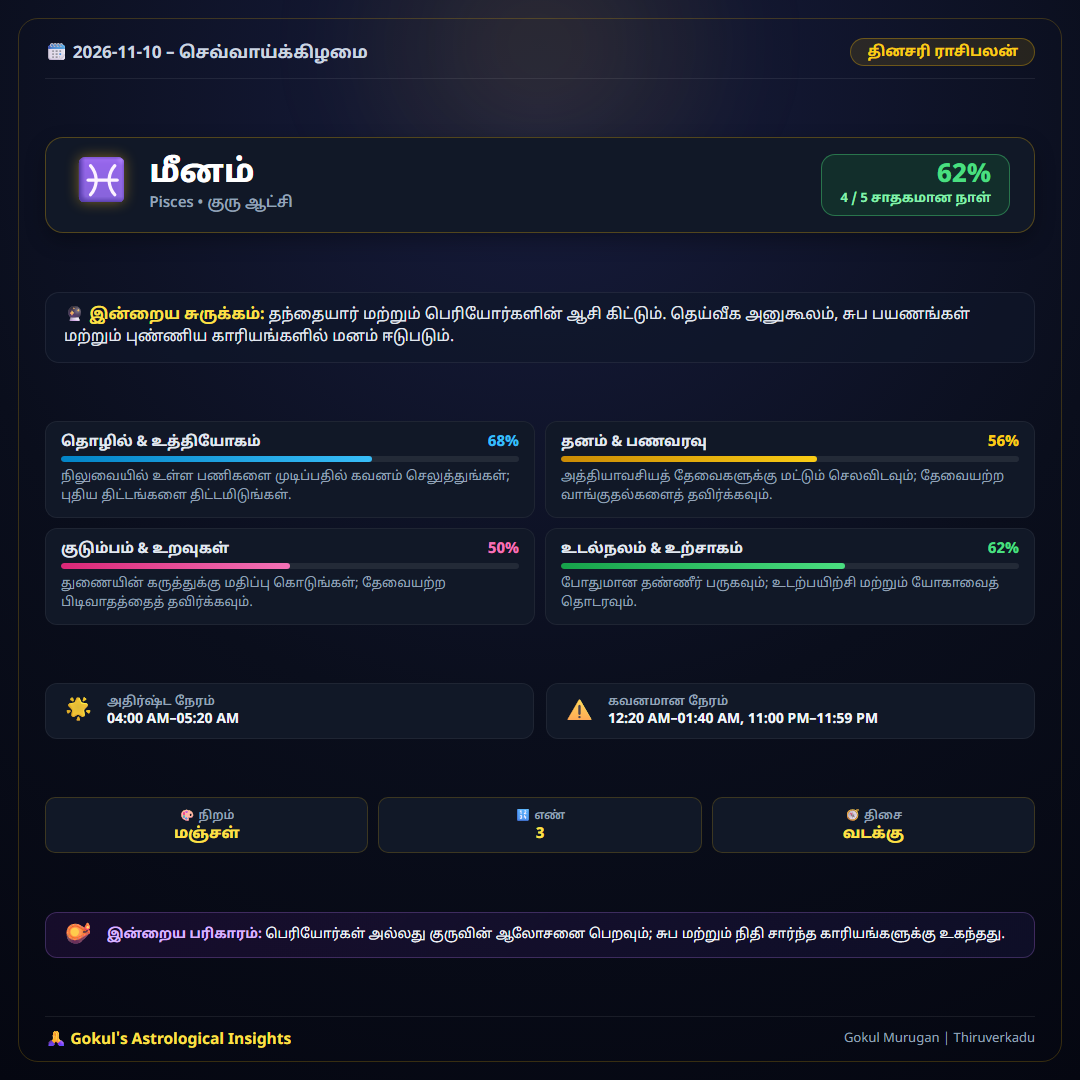 2026-11-10 – செவ்வாய்க்கிழமை
தினசரி ராசிபலன்
மீனம்
Pisces • குரு ஆட்சி
62%
4 / 5 சாதகமான நாள்
இன்றைய சுருக்கம்: தந்தையார் மற்றும் பெரியோர்களின் ஆசி கிட்டும். தெய்வீக அனுகூலம், சுப பயணங்கள்
மற்றும் புண்ணிய காரியங்களில் மனம் ஈடுபடும்.
தொழில் & உத்தியோகம்
68%
நிலுவையில் உள்ள பணிகளை முடிப்பதில் கவனம் செலுத்துங்கள்;
புதிய திட்டங்களை திட்டமிடுங்கள்.
தனம் & பணவரவு
56%
அத்தியாவசியத் தேவைகளுக்கு மட்டும் செலவிடவும்; தேவையற்ற
வாங்குதல்களைத் தவிர்க்கவும்.
குடும்பம் & உறவுகள்
50%
துணையின் கருத்துக்கு மதிப்பு கொடுங்கள்; தேவையற்ற
பிடிவாதத்தைத் தவிர்க்கவும்.
உடல்நலம் & உற்சாகம்
62%
போதுமான தண்ணீர் பருகவும்; உடற்பயிற்சி மற்றும் யோகாவைத்
தொடரவும்.
அதிர்ஷ்ட நேரம்
04:00 AM–05:20 AM
கவனமான நேரம்
12:20 AM–01:40 AM, 11:00 PM–11:59 PM
நிறம்
மஞ்சள்
எண்
3
திசை
வடக்கு
இன்றைய பரிகாரம்: பெரியோர்கள் அல்லது குருவின் ஆலோசனை பெறவும்; சுப மற்றும் நிதி சார்ந்த காரியங்களுக்கு உகந்தது.
Gokul's Astrological Insights
Gokul Murugan | Thiruverkadu